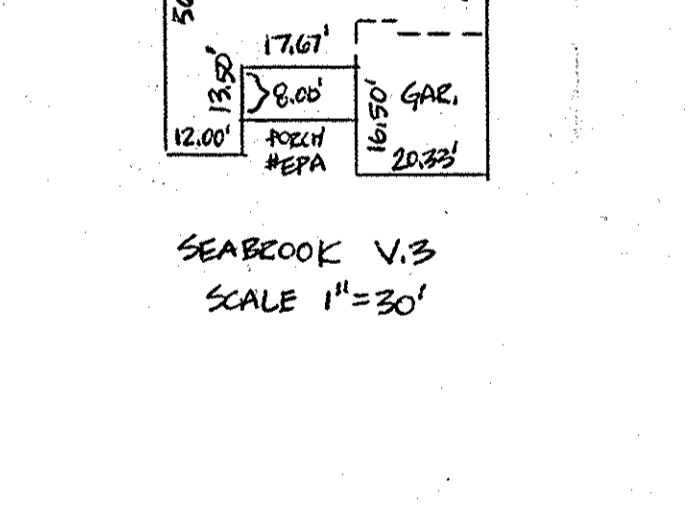 17.67'
13.50'
8.00'
16.50'
GAR.
12.00'
PORCH
#EPA
20.33'
SEABROOK V.3
SCALE 1"=30'